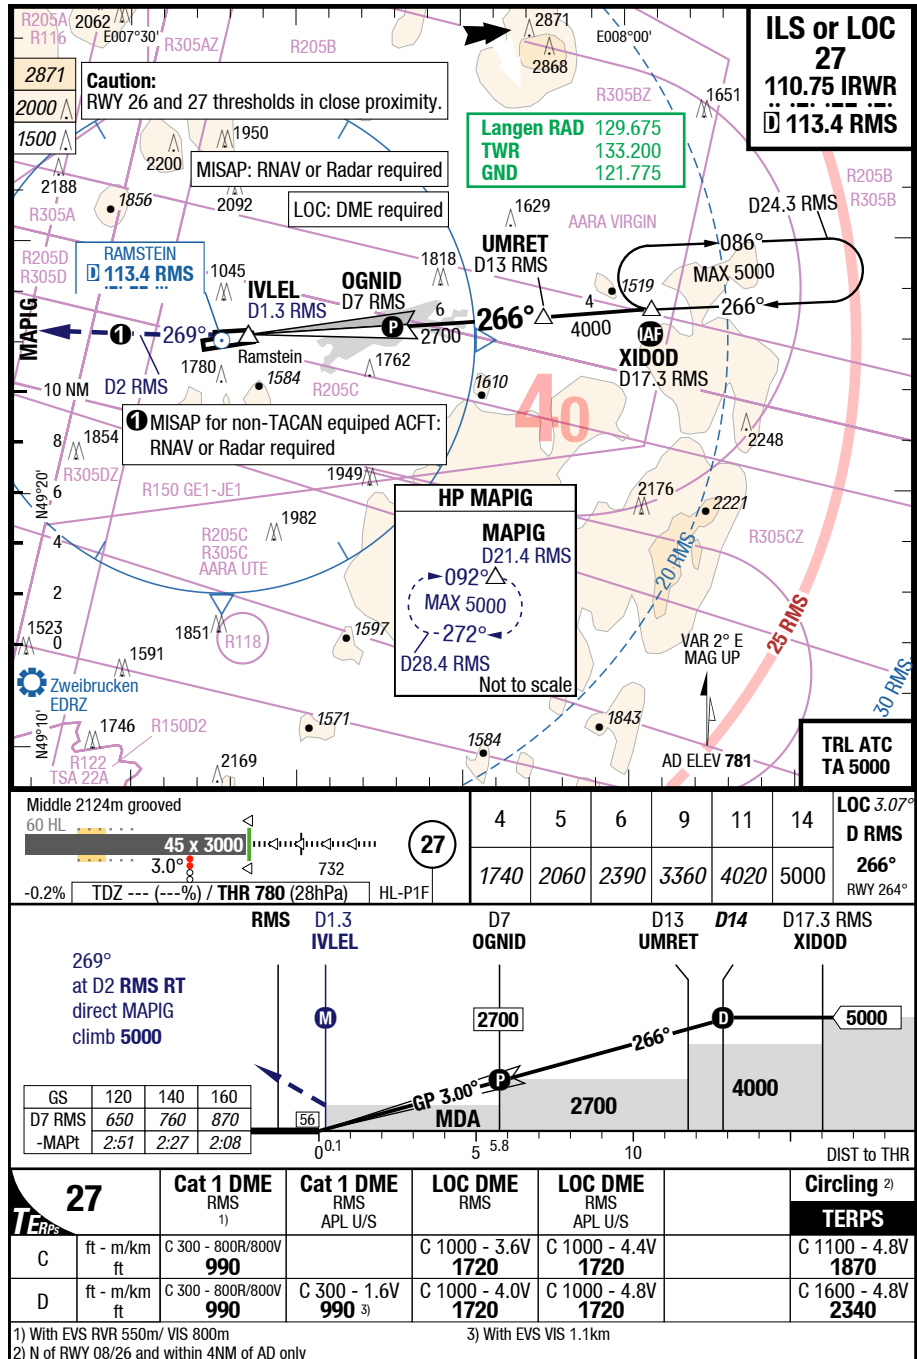 R205A
2062
E007°30'
R116
R305AZ
R205B
2871
2868
E008°00'
ILS or LOC
27
110.75 IRWR
D 113.4 RMS
2871
2000
1500
Caution:
RWY 26 and 27 thresholds in close proximity.
R305BZ
1651
Langen RAD 129.675
TWR 133.200
GND 121.775
1950
2200
2188
MISAP: RNAV or Radar required
R205B
R305B
1856
2092
R305A
LOC: DME required
1629
AARA VIRGIN
D24.3 RMS
UMRET
D13 RMS
086°
MAX 5000
266°
R205D
R305D
RAMSTEIN
D 113.4 RMS
1045
IVLEL
D1.3 RMS
OGNID
D7 RMS
1818
1519
MAPIG
1
269°
P
6
2700
266°
4
4000
IAF
XIDOD
D17.3 RMS
Ramstein
D2 RMS
1780
1584
1762
R205C
1610
40
10 NM
1 MISAP for non-TACAN equiped ACFT:
RNAV or Radar required
8
1854
2248
R305DZ
1949
N49°20'
6
R150 GE1-JE1
HP MAPIG
2176
2221
MAPIG
D21.4 RMS
092°
MAX 5000
272°
D28.4 RMS
Not to scale
1982
R205C
R305C
AARA UTE
R305CZ
4
20 RMS
2
1523
0
1851
R118
1597
25 RMS
VAR 2° E
MAG UP
1591
Zweibrucken
EDRZ
30 RMS
N49°10'
1746
R150D2
1571
1843
1584
R122
TSA 22A
2169
AD ELEV 781
TRL ATC
TA 5000
Middle 2124m grooved
60 HL
45 x 3000
3.0°
732
27
-0.2%
TDZ --- (---%) / THR 780 (28hPa)
HL-P1F
4 5 6 9 11 14
1740 2060 2390 3360 4020 5000
LOC 3.07°
D RMS
266°
RWY 264°
RMS D1.3 D7 D13 D14 D17.3 RMS
IVLEL OGNID UMRET XIDOD
269°
at D2 RMS RT
direct MAPIG
climb 5000
M
2700
D
5000
266°
P
GP 3.00°
MDA
2700
4000
56
GS 120 140 160
D7 RMS 650 760 870
-MAPt 2:51 2:27 2:08
0 0.1 5 5.8 10 DIST to THR
27
TERPS
Cat 1 DME
RMS
1)
Cat 1 DME
RMS
APL U/S
LOC DME
RMS
LOC DME
RMS
APL U/S
Circling 2)
TERPS
C ft - m/km C 300 - 800R/800V C 1000 - 3.6V C 1000 - 4.4V C 1100 - 4.8V
ft 990 1720 1720 1870
D ft - m/km C 300 - 800R/800V C 300 - 1.6V C 1000 - 4.0V C 1000 - 4.8V C 1600 - 4.8V
ft 990 990 3) 1720 1720 2340
1) With EVS RVR 550m/ VIS 800m 3) With EVS VIS 1.1km
2) N of RWY 08/26 and within 4NM of AD only